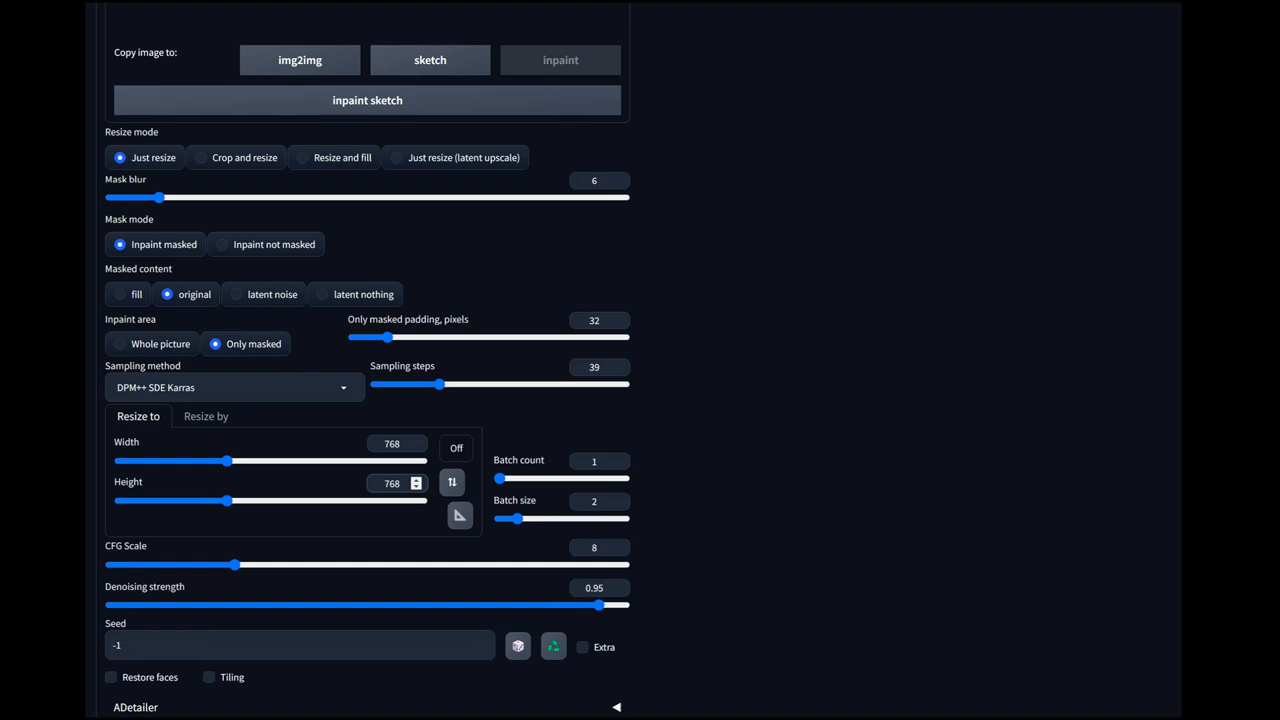 Copy image to:
img2img
sketch
inpaint
inpaint sketch
Resize mode
Just resize
Crop and resize
Resize and fill
Just resize (latent upscale)
Mask blur
6
Mask mode
Inpaint masked
Inpaint not masked
Masked content
fill
original
latent noise
latent nothing
Inpaint area
Whole picture
Only masked
Only masked padding, pixels
32
Sampling method
DPM++ SDE Karras
Sampling steps
39
Resize to
Resize by
Width
768
Off
Height
768
Batch count
1
Batch size
2
CFG Scale
8
Denoising strength
0.95
Seed
-1
Extra
Restore faces
Tiling
ADetailer